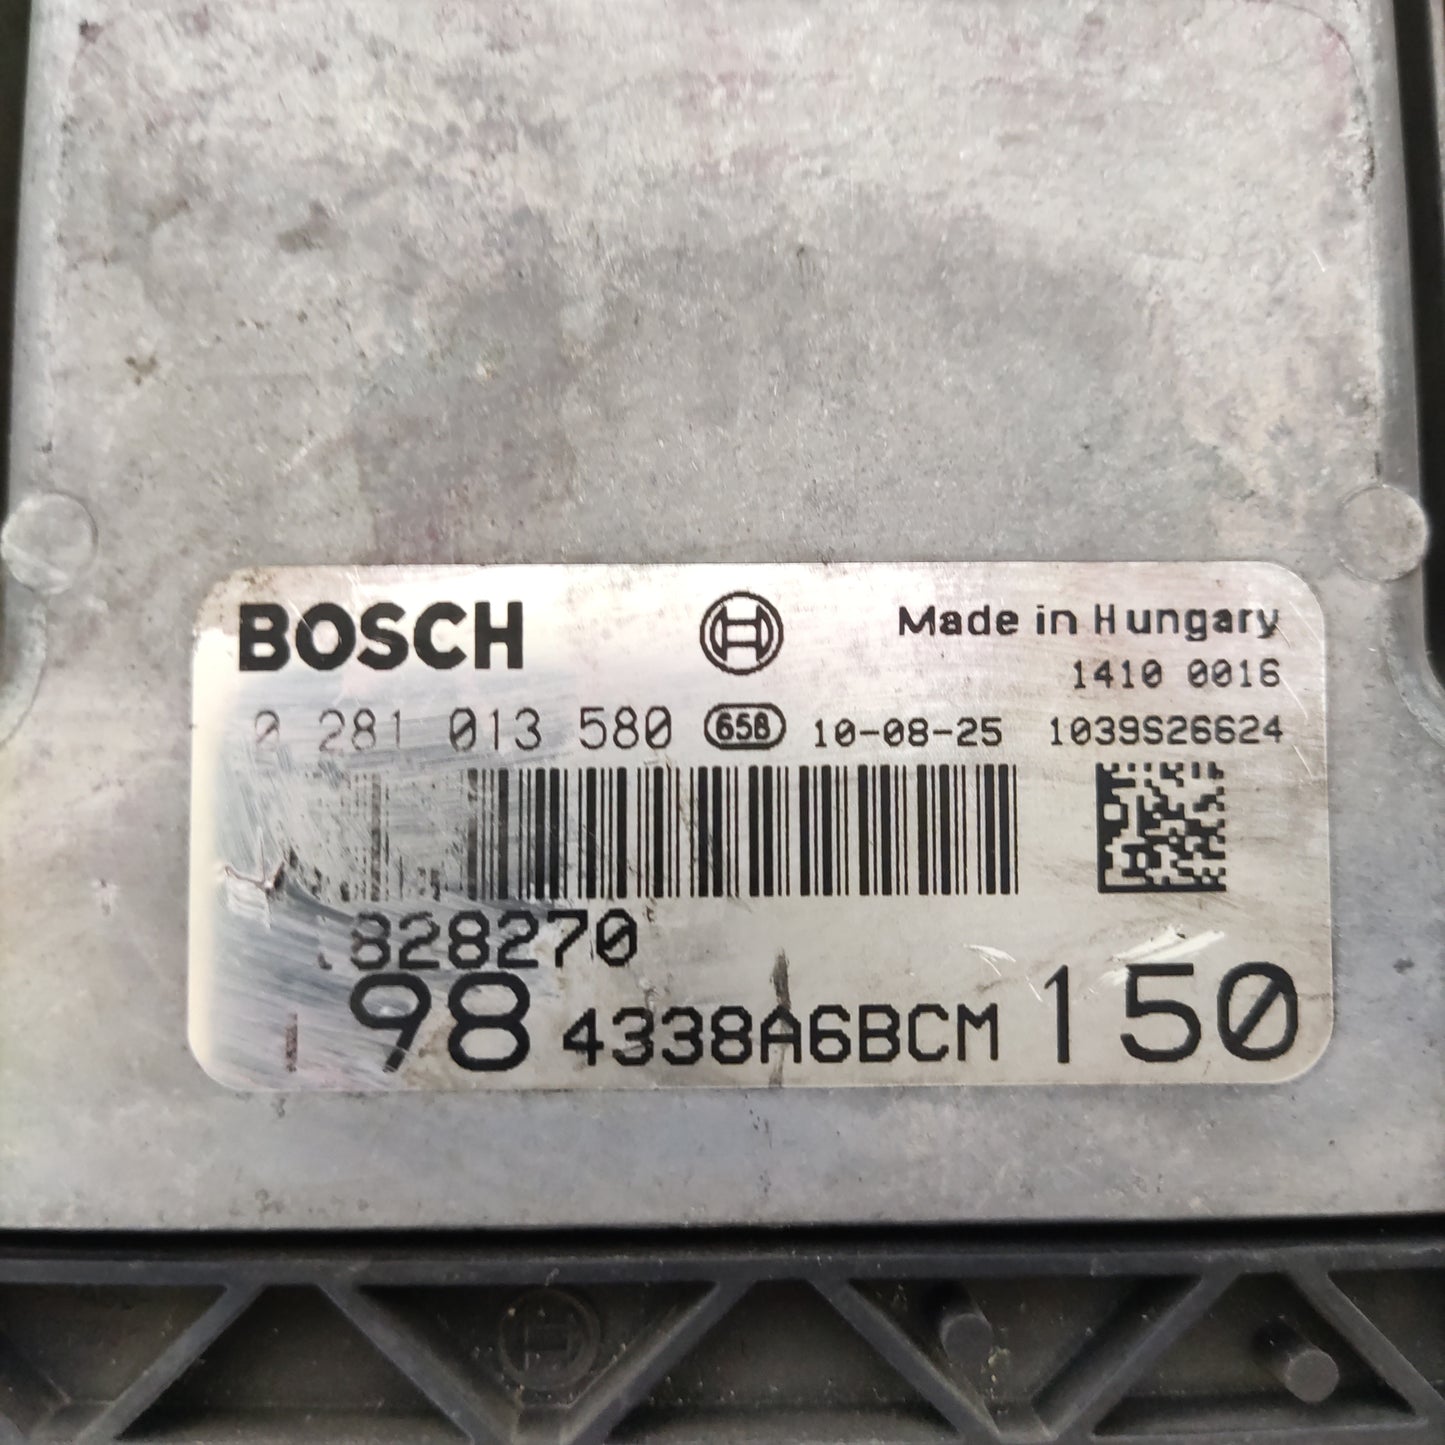 BOSCH Made in Hungary
1410 0016
0 281 013 580 658 10-08-25 1039S26624
828270
98 4338A6BCM 150